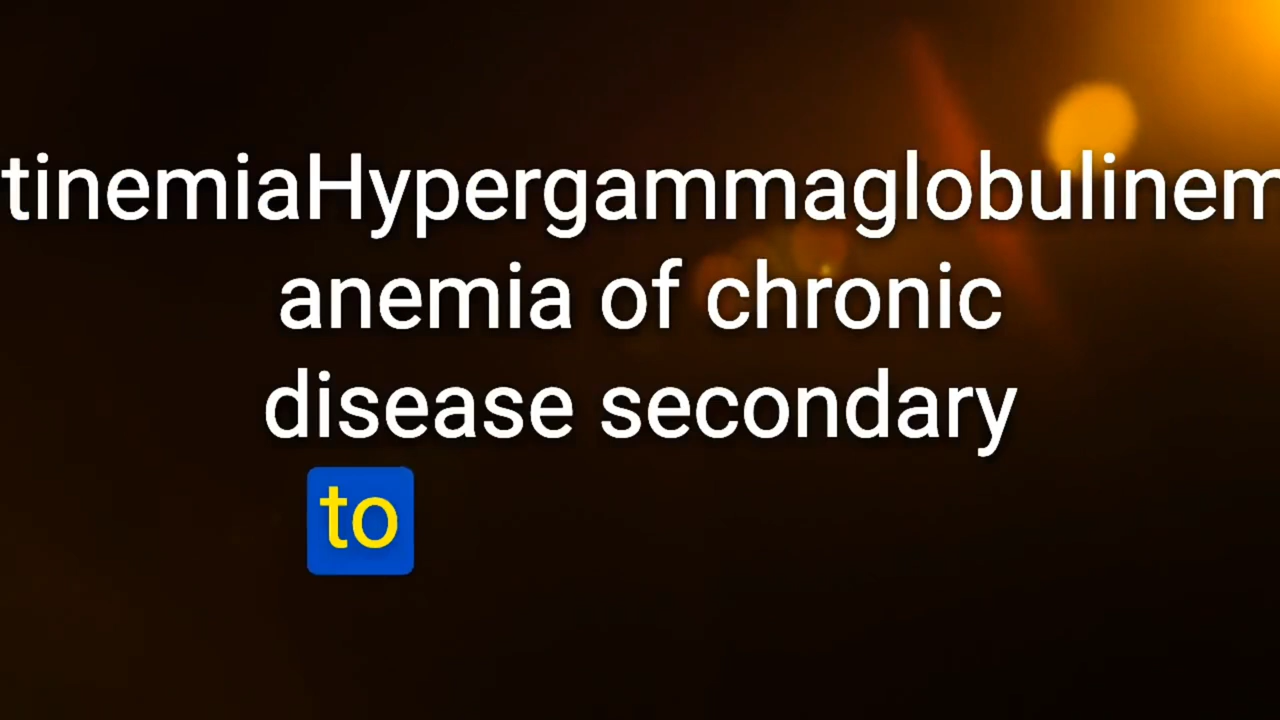 tinemiaHypergammaglobulinem
anemia of chronic
disease secondary
to